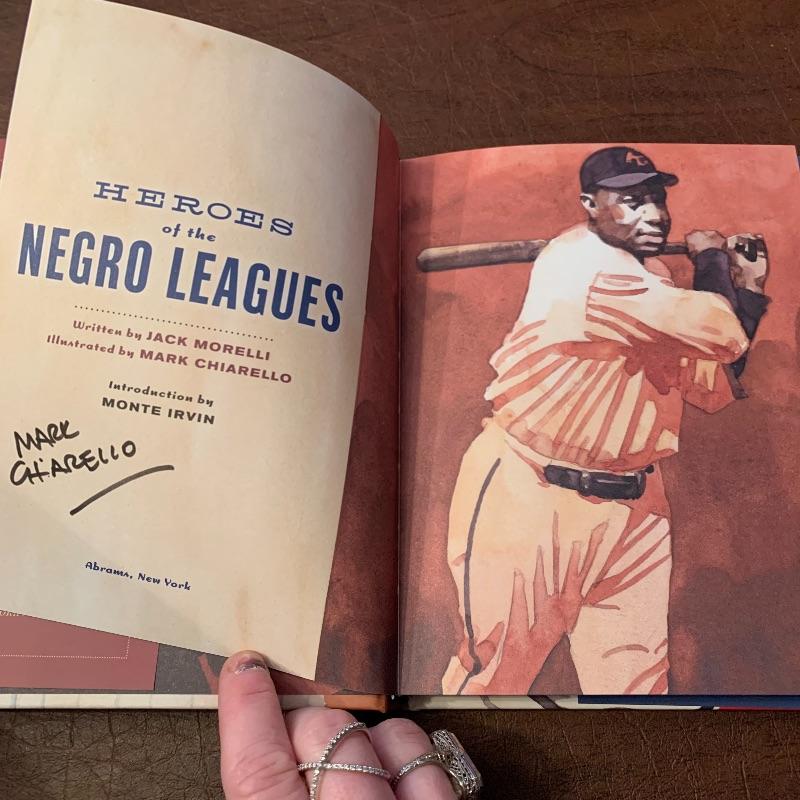 HEROES
of the
NEGRO LEAGUES
Written by JACK MORELLI
Illustrated by MARK CHIARELLO
Introduction by
MONTE IRVIN
MARK
CHIARELLO
Abrams, New York